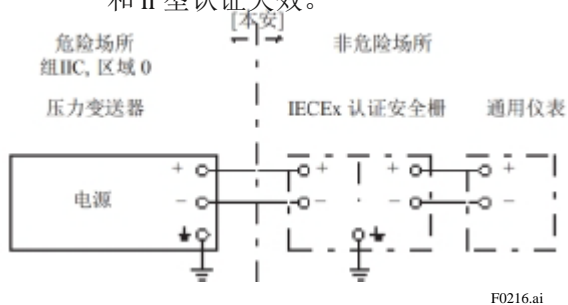 和 n 型认证失效。
[本安]
危险场所
组IIC, 区域 0
非危险场所
压力变送器
IECEx 认证安全栅
通用仪表
+ + + +
电源
- - - -
F0216.ai